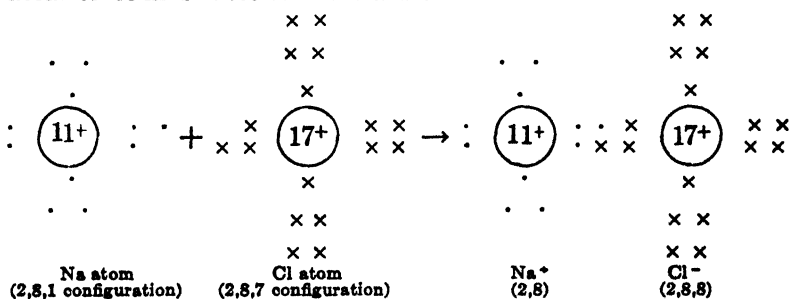 11+ + 17+ → 11+ 17+
Na atom Cl atom Na+ Cl−
(2,8,1 configuration) (2,8,7 configuration) (2,8) (2,8,8)